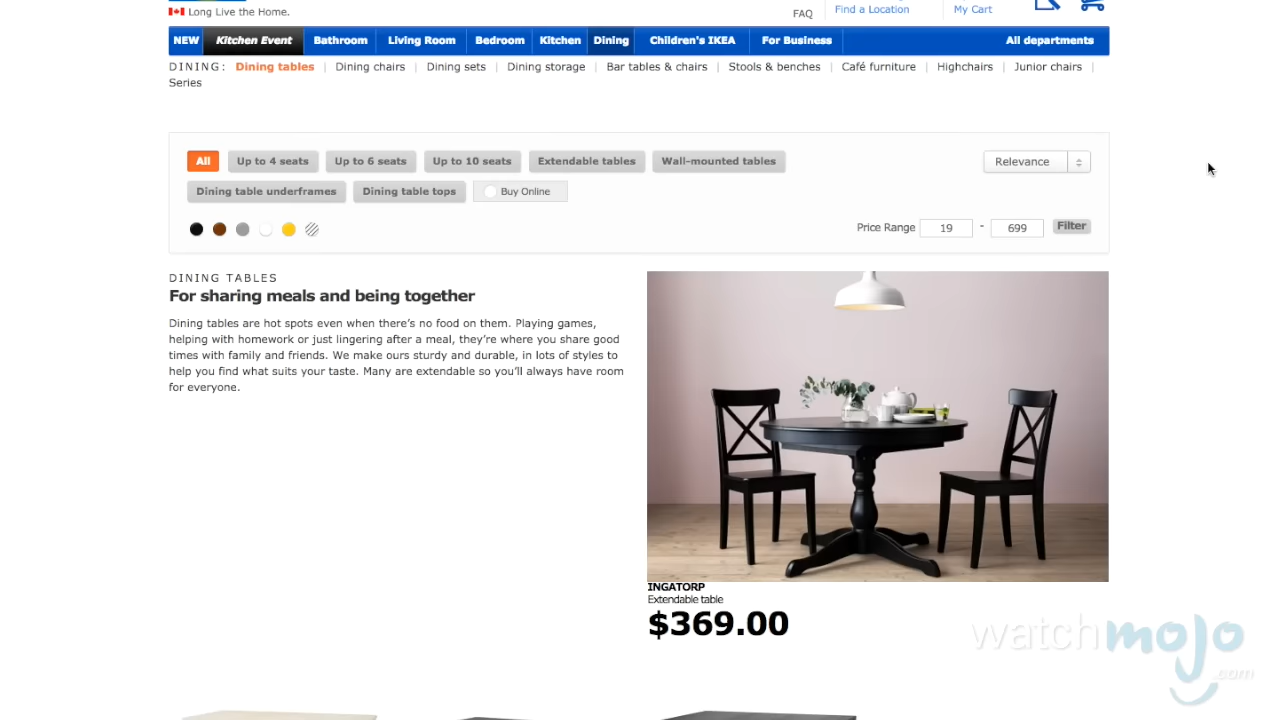 Long Live the Home.
FAQ
Find a Location
My Cart
NEW Kitchen Event Bathroom Living Room Bedroom Kitchen Dining Children's IKEA For Business All departments
DINING: Dining tables | Dining chairs | Dining sets | Dining storage | Bar tables & chairs | Stools & benches | Café furniture | Highchairs | Junior chairs |
Series
All Up to 4 seats Up to 6 seats Up to 10 seats Extendable tables Wall-mounted tables Relevance
Dining table underframes Dining table tops Buy Online
Price Range 19 - 699 Filter
DINING TABLES
For sharing meals and being together
Dining tables are hot spots even when there's no food on them. Playing games,
helping with homework or just lingering after a meal, they're where you share good
times with family and friends. We make ours sturdy and durable, in lots of styles to
help you find what suits your taste. Many are extendable so you'll always have room
for everyone.
INGATORP
Extendable table
$369.00
watchmojo
.com